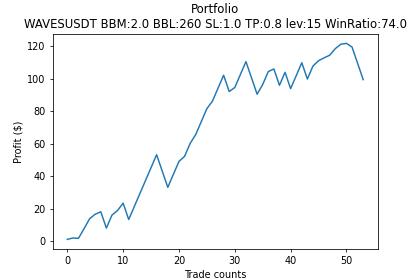 Portfolio
WAVESUSDT BBM:2.0 BBL:260 SL:1.0 TP:0.8 lev:15 WinRatio:74.0
120
100
80
60
40
20
0
Profit ($)
0 10 20 30 40 50
Trade counts